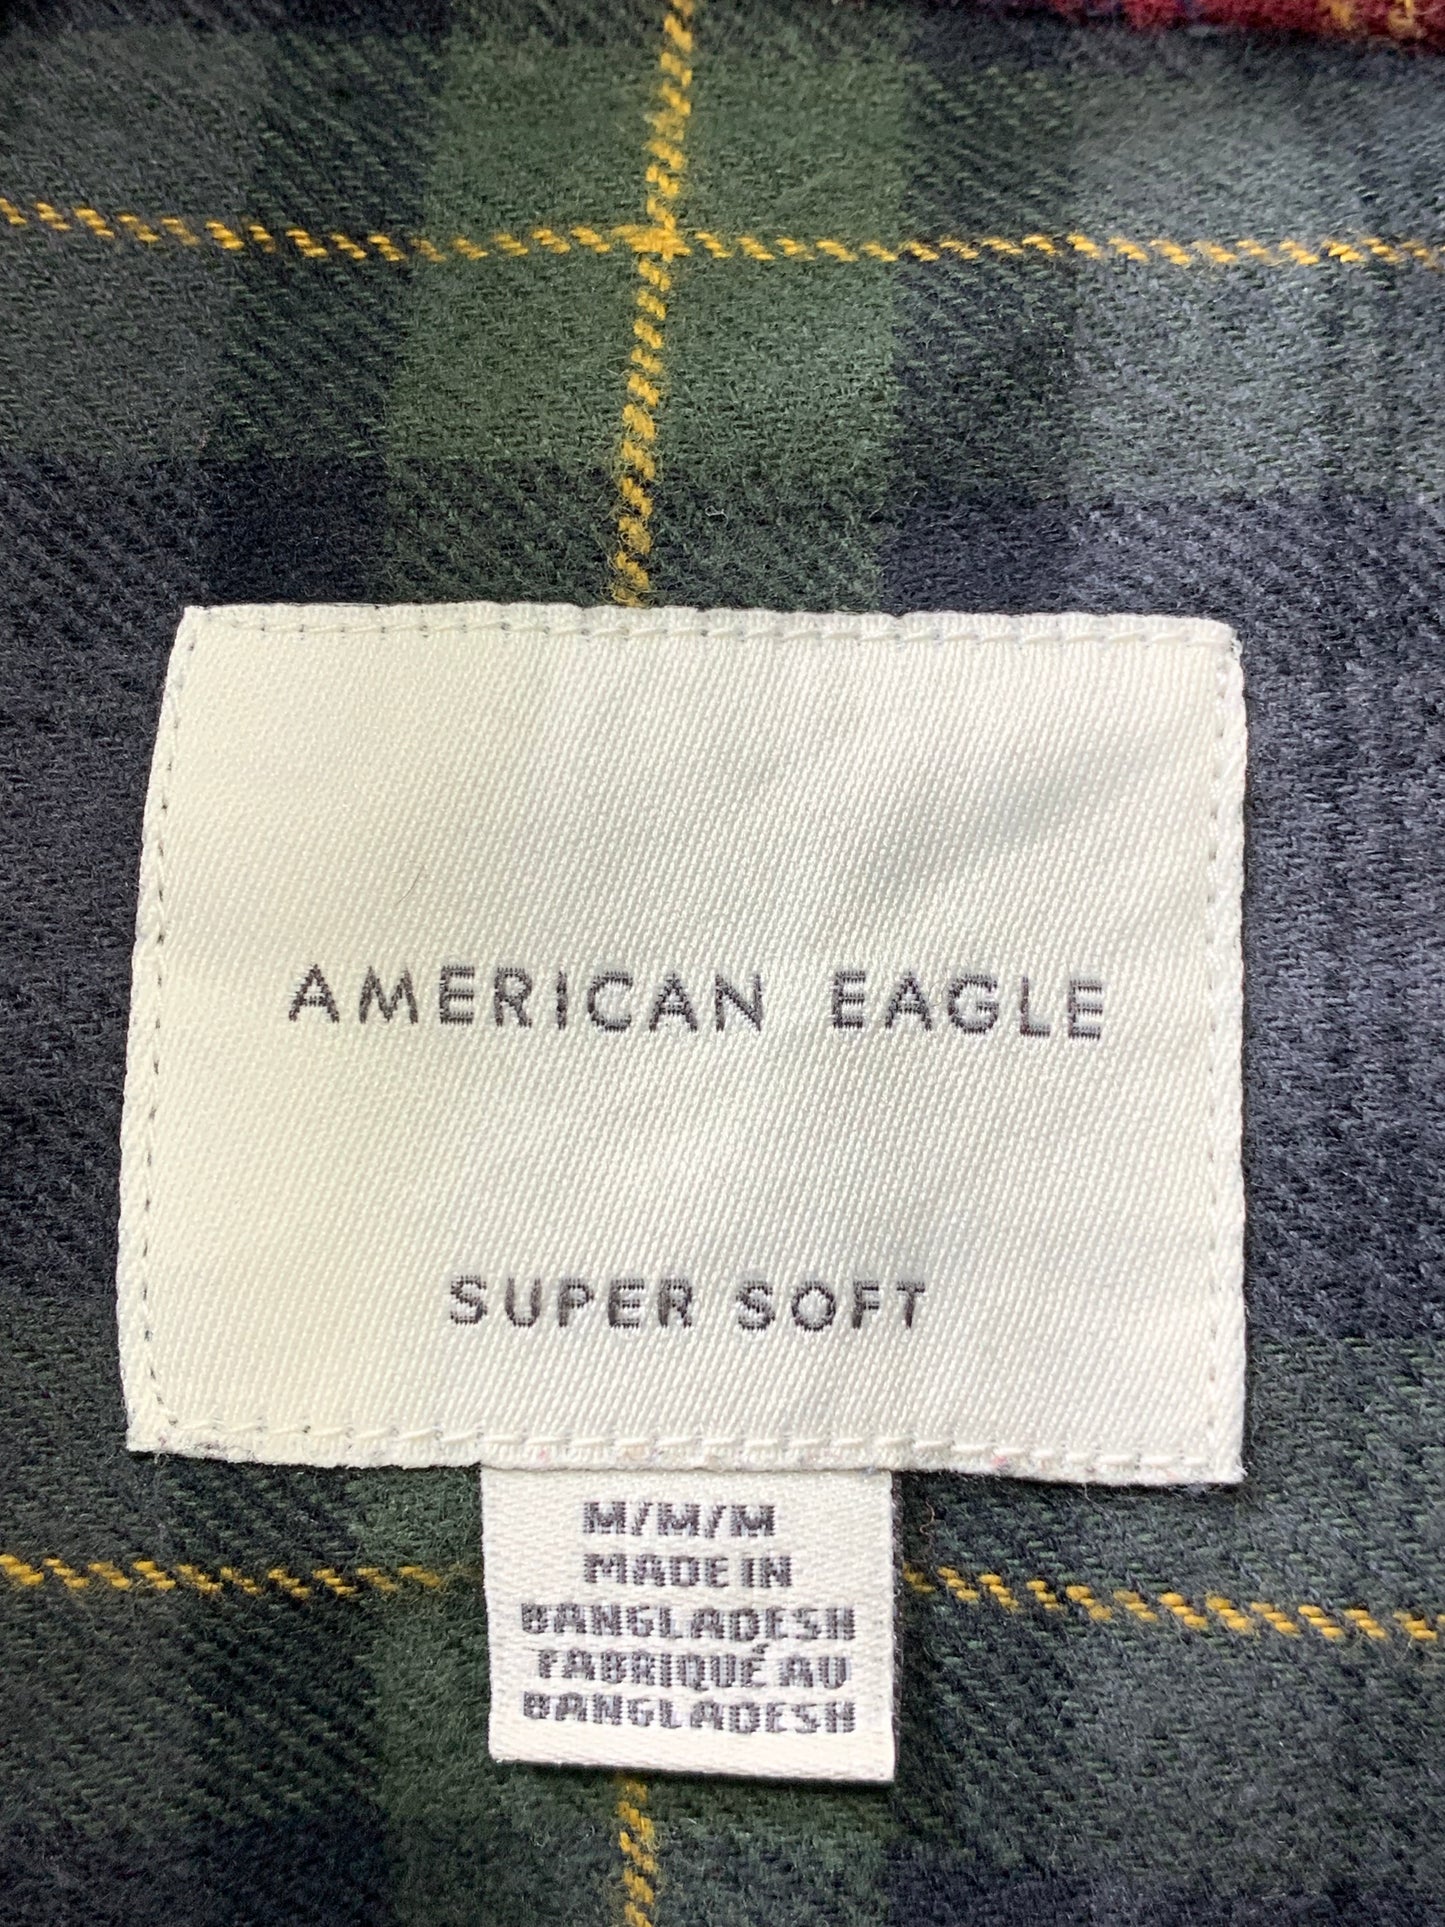 AMERICAN EAGLE
SUPER SOFT
M/M/M
MADE IN
BANGLADESH
FABRIQUÉ AU
BANGLADESH